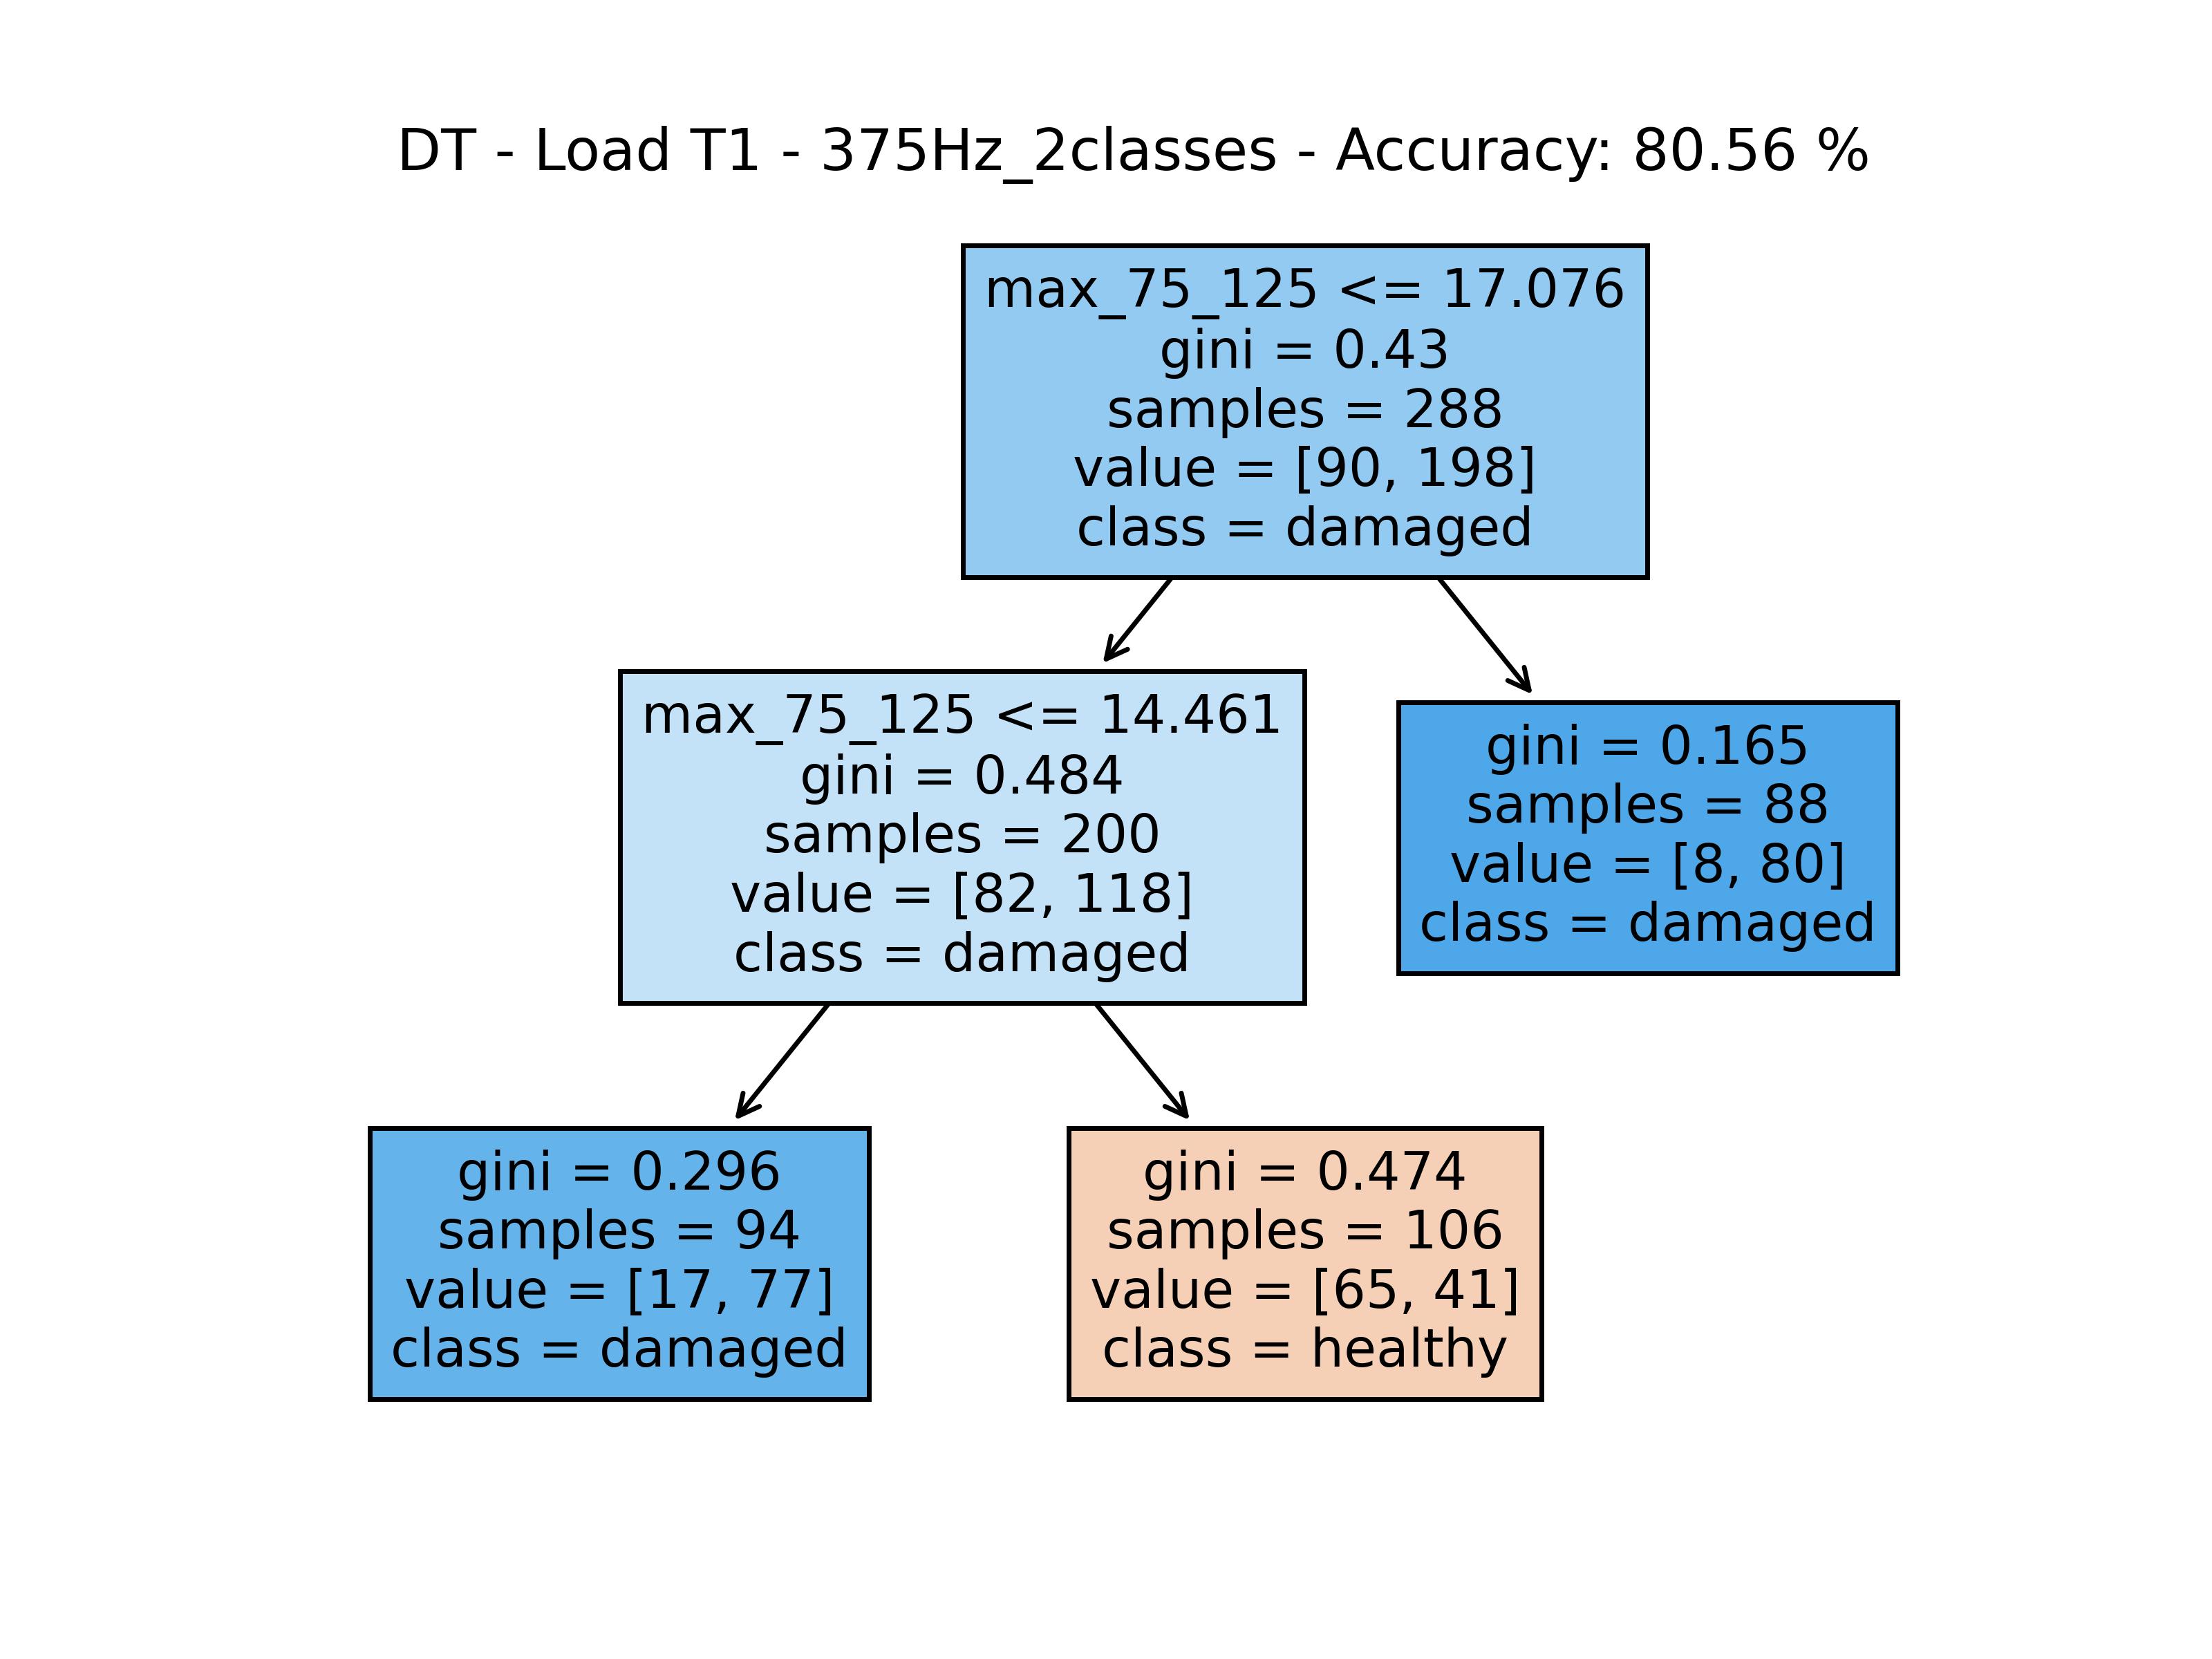 DT - Load T1 - 375Hz_2classes - Accuracy: 80.56 %
max_75_125 <= 17.076
gini = 0.43
samples = 288
value = [90, 198]
class = damaged
max_75_125 <= 14.461
gini = 0.484
samples = 200
value = [82, 118]
class = damaged
gini = 0.165
samples = 88
value = [8, 80]
class = damaged
gini = 0.296
samples = 94
value = [17, 77]
class = damaged
gini = 0.474
samples = 106
value = [65, 41]
class = healthy